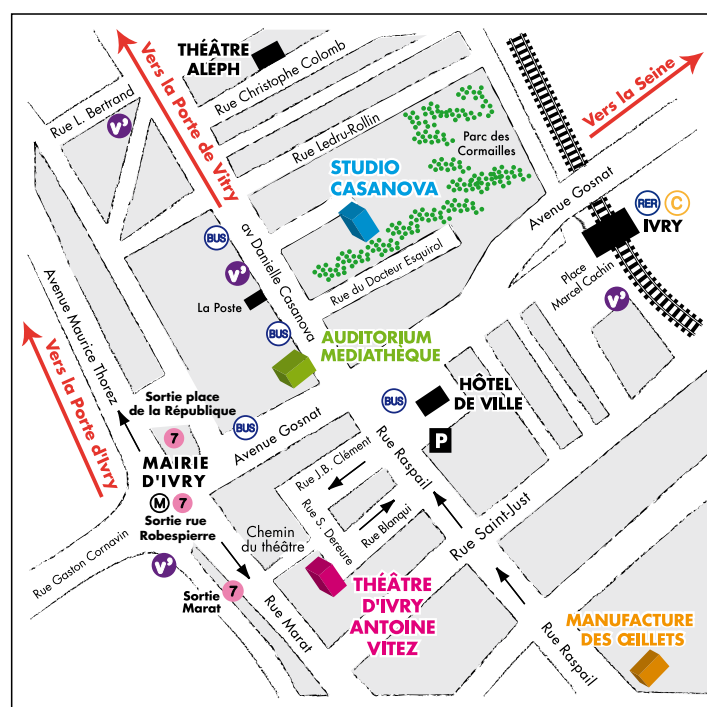 THÉÂTRE
ALÉPH
Rue Christophe Colomb
Vers la Porte de Vitry
Vers la Seine
Rue L. Bertrand
V'
Rue Ledru-Rollin
Parc des
Cormailles
STUDIO
CASANOVA
Avenue Gosnat
RER C
IVRY
BUS
av Danielle Casanova
V'
Rue du Docteur Esquirol
Place
Marcel Cachin
V'
La Poste
Avenue Maurice Thorez
BUS
AUDITORIUM
MEDIATHÈQUE
Vers la Porte d'Ivry
HÔTEL
DE VILLE
BUS
Sortie place
de la République
7
BUS
Avenue Gosnat
P
MAIRIE
D'IVRY
M 7
Sortie rue
Robespierre
Rue J.B. Clément
Rue Raspail
Rue S. Dereure
Rue Blanqui
Rue Saint-Just
Chemin
du théâtre
Rue Gaston Cornavin
V'
Sortie
Marat
7
Rue Marat
THÉÂTRE
D'IVRY
ANTOINE
VITEZ
Rue Raspail
MANUFACTURE
DES ŒILLETS